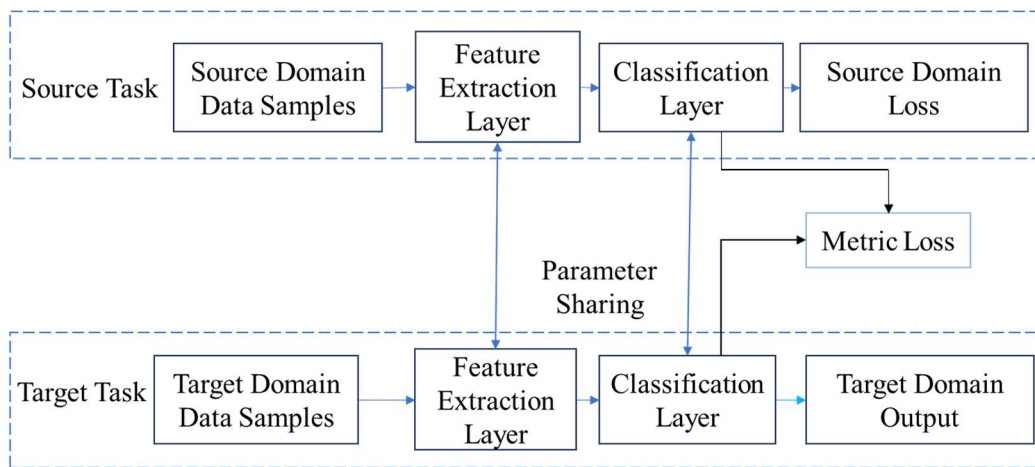 Source Task
Source Domain
Data Samples
Feature
Extraction
Layer
Classification
Layer
Source Domain
Loss
Metric Loss
Parameter
Sharing
Target Task
Target Domain
Data Samples
Feature
Extraction
Layer
Classification
Layer
Target Domain
Output